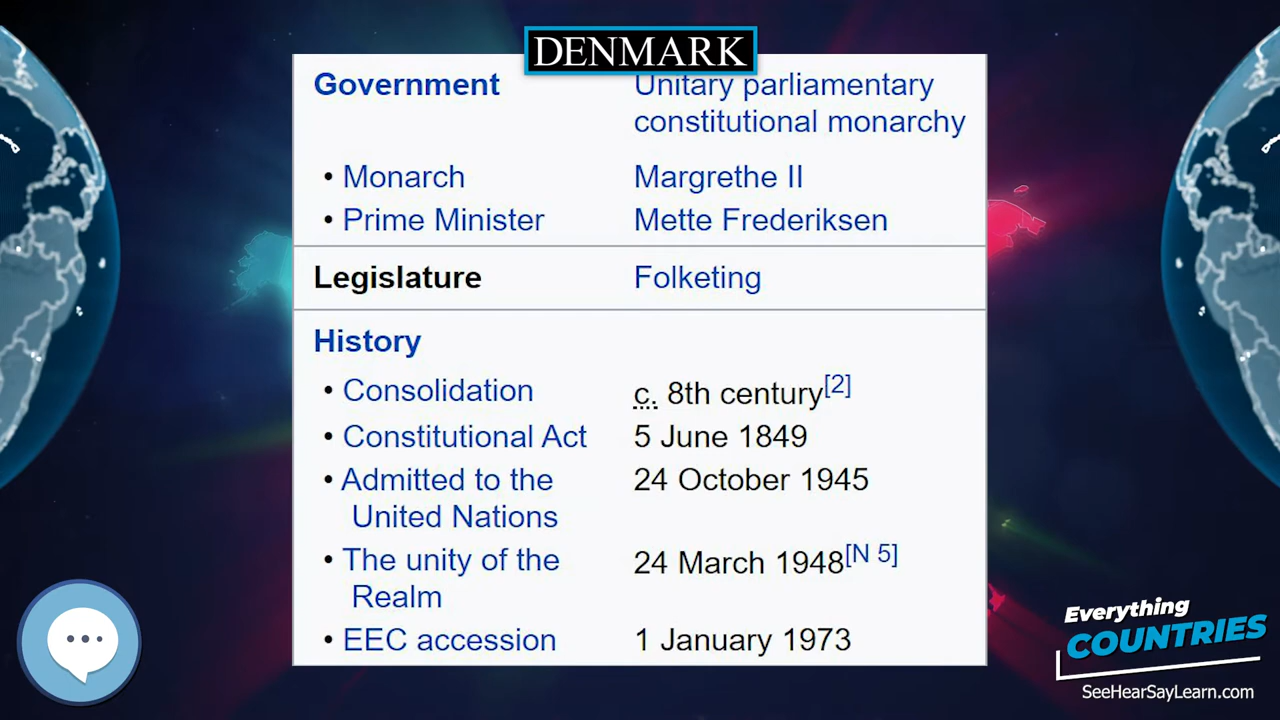 DENMARK
Government Unitary parliamentary
constitutional monarchy
• Monarch Margrethe II
• Prime Minister Mette Frederiksen
Legislature Folketing
History
• Consolidation c. 8th century[2]
• Constitutional Act 5 June 1849
• Admitted to the 24 October 1945
United Nations
• The unity of the 24 March 1948[N 5]
Realm
• EEC accession 1 January 1973
Everything
COUNTRIES
SeeHearSayLearn.com